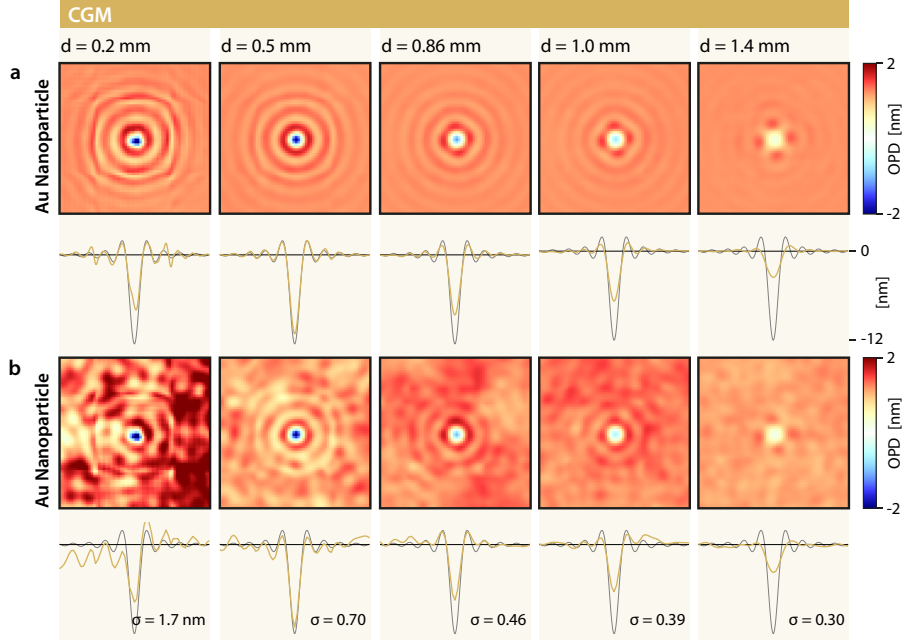 CGM
d = 0.2 mm
d = 0.5 mm
d = 0.86 mm
d = 1.0 mm
d = 1.4 mm
a
Au Nanoparticle
2
OPD [nm]
-2
0
[nm]
-12
b
Au Nanoparticle
2
OPD [nm]
-2
σ = 1.7 nm
σ = 0.70
σ = 0.46
σ = 0.39
σ = 0.30